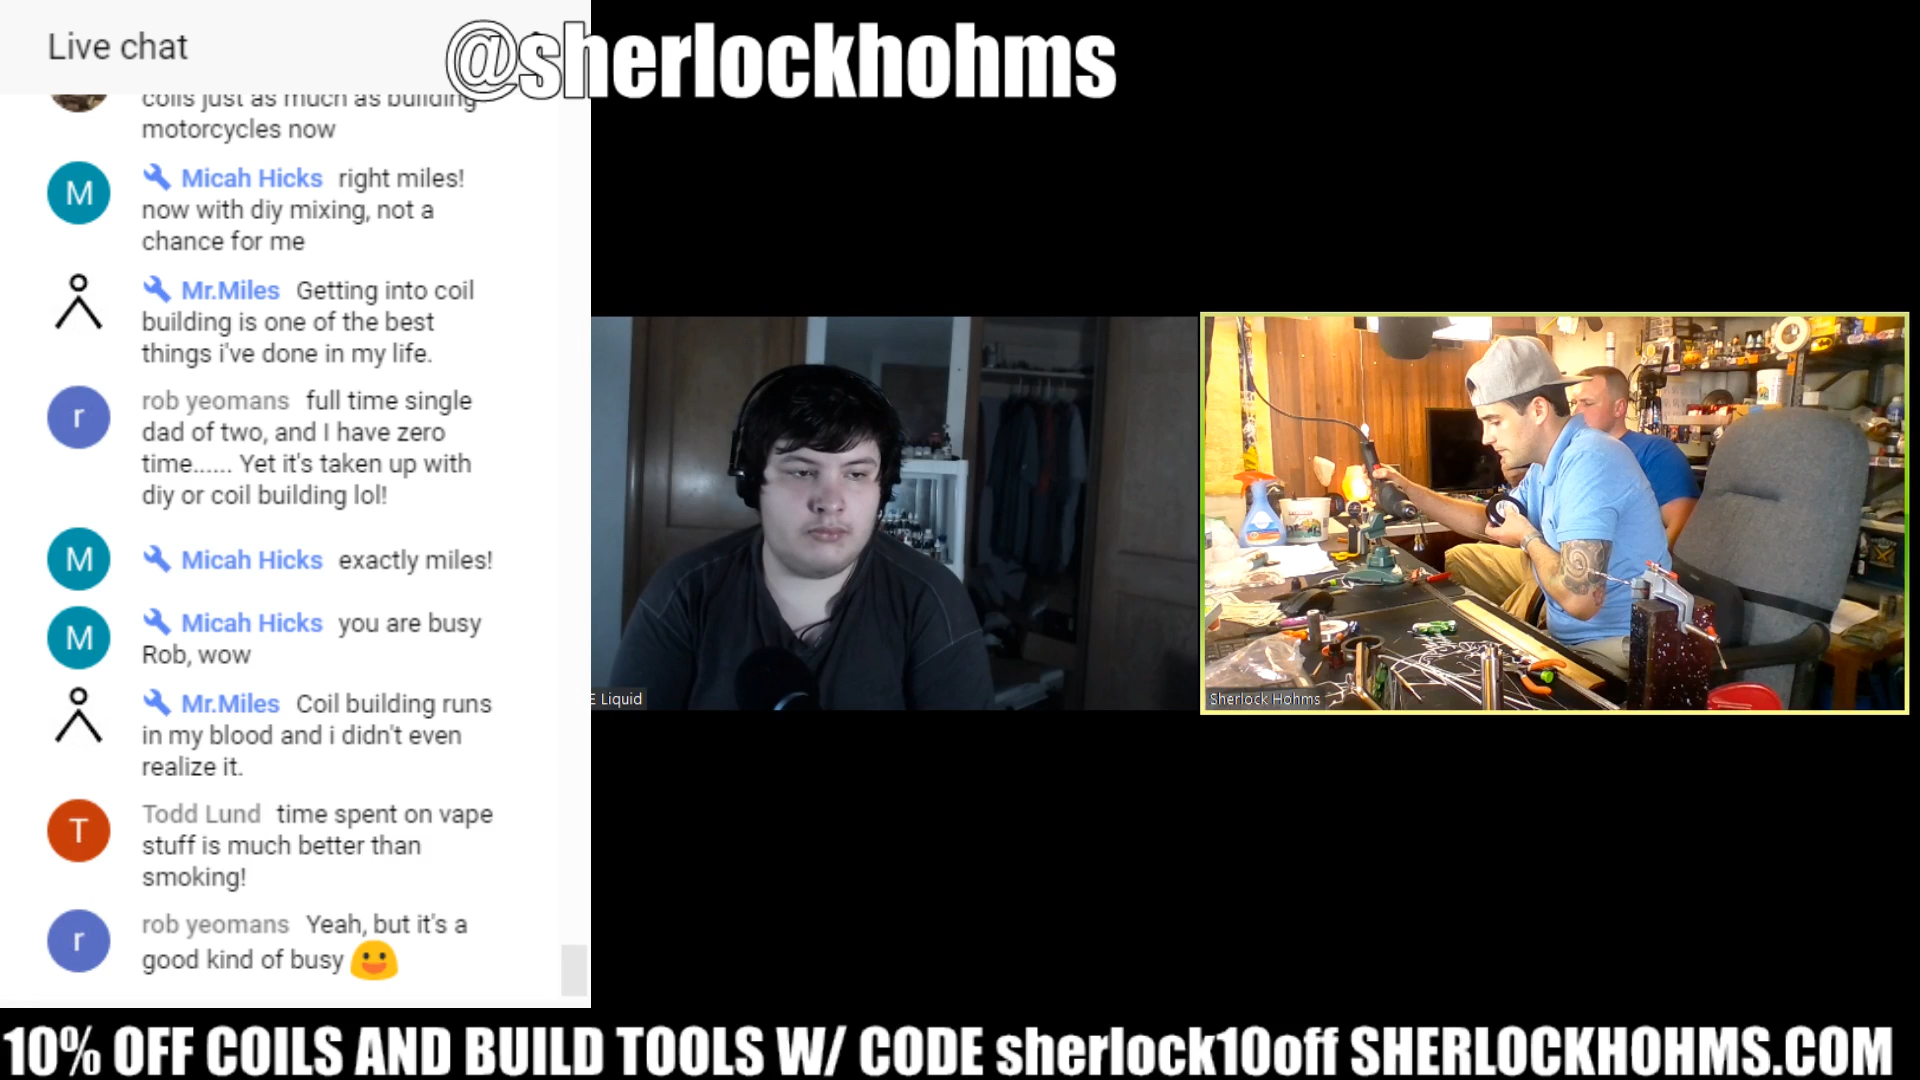 Live chat
@sherlockhohms
coils just as much as building
motorcycles now
M
Micah Hicks right miles!
now with diy mixing, not a
chance for me
Mr.Miles Getting into coil
building is one of the best
things i've done in my life.
r
rob yeomans full time single
dad of two, and I have zero
time...... Yet it's taken up with
diy or coil building lol!
M
Micah Hicks exactly miles!
M
Micah Hicks you are busy
Rob, wow
Mr.Miles Coil building runs
in my blood and i didn't even
realize it.
T
Todd Lund time spent on vape
stuff is much better than
smoking!
r
rob yeomans Yeah, but it's a
good kind of busy
E Liquid
Sherlock Hohms
10% OFF COILS AND BUILD TOOLS W/ CODE sherlock10off SHERLOCKHOHMS.COM